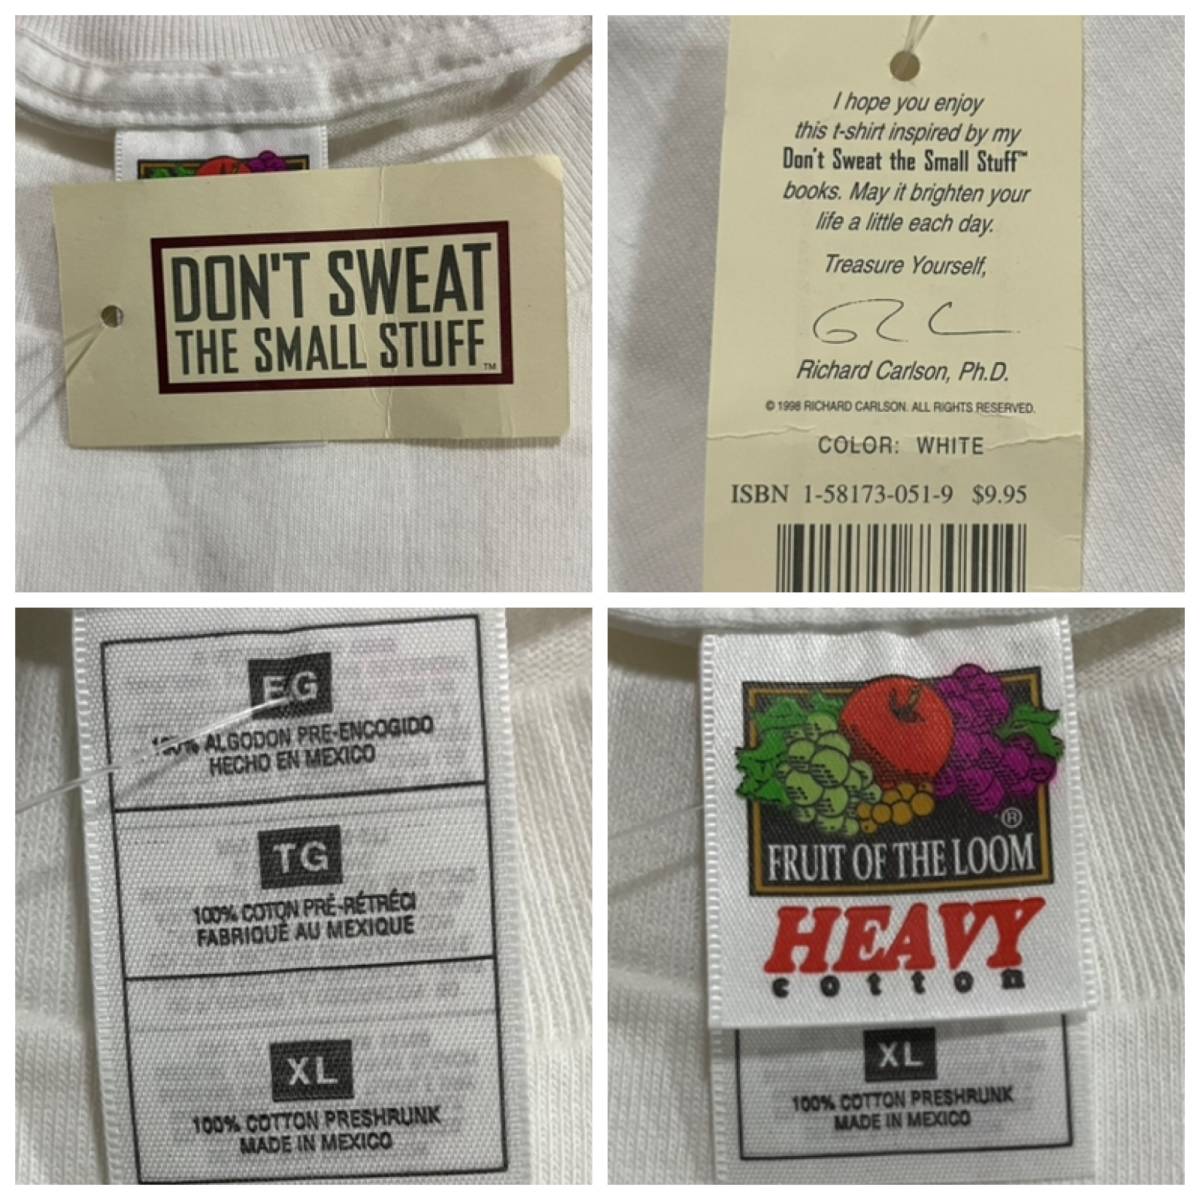 DON'T SWEAT
THE SMALL STUFF™
I hope you enjoy
this t-shirt inspired by my
Don't Sweat the Small Stuff™
books. May it brighten your
life a little each day.
Treasure Yourself,
Richard Carlson, Ph.D.
© 1998 RICHARD CARLSON. ALL RIGHTS RESERVED.
COLOR: WHITE
ISBN 1-58173-051-9 $9.95
EG
100% ALGODON PRE-ENCOGIDO
HECHO EN MEXICO
TG
100% COTON PRÉ-RÉTRÉCI
FABRIQUÉ AU MEXIQUE
XL
100% COTTON PRESHRUNK
MADE IN MEXICO
®
FRUIT OF THE LOOM
HEAVY
cotton
XL
100% COTTON PRESHRUNK
MADE IN MEXICO